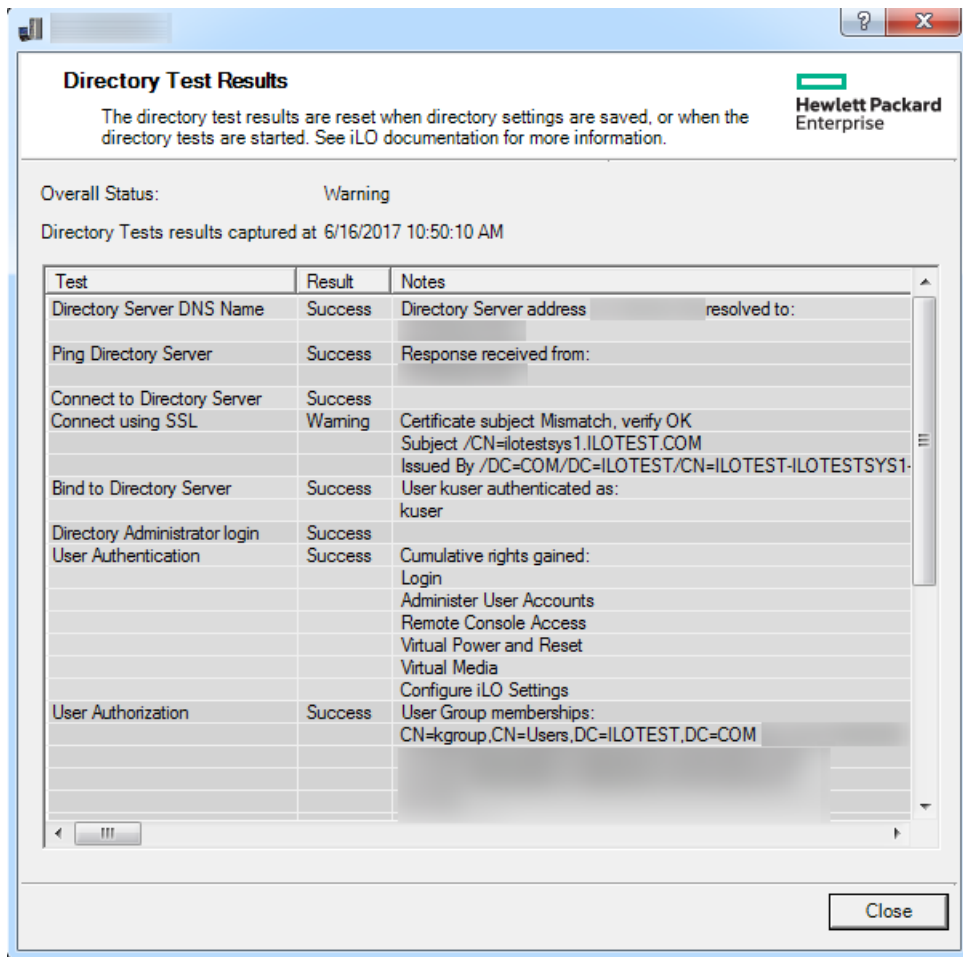 Directory Test Results
The directory test results are reset when directory settings are saved, or when the
directory tests are started. See iLO documentation for more information.
Hewlett Packard
Enterprise
Overall Status: Warning
Directory Tests results captured at 6/16/2017 10:50:10 AM
Test Result Notes
Directory Server DNS Name Success Directory Server address resolved to:
Ping Directory Server Success Response received from:
Connect to Directory Server Success
Connect using SSL Warning Certificate subject Mismatch, verify OK
Subject /CN=ilotestsys1.ILOTEST.COM
Issued By /DC=COM/DC=ILOTEST/CN=ILOTEST-ILOTESTSYS1-
Bind to Directory Server Success User kuser authenticated as:
kuser
Directory Administrator login Success
User Authentication Success Cumulative rights gained:
Login
Administer User Accounts
Remote Console Access
Virtual Power and Reset
Virtual Media
Configure iLO Settings
User Authorization Success User Group memberships:
CN=kgroup,CN=Users,DC=ILOTEST,DC=COM
Close